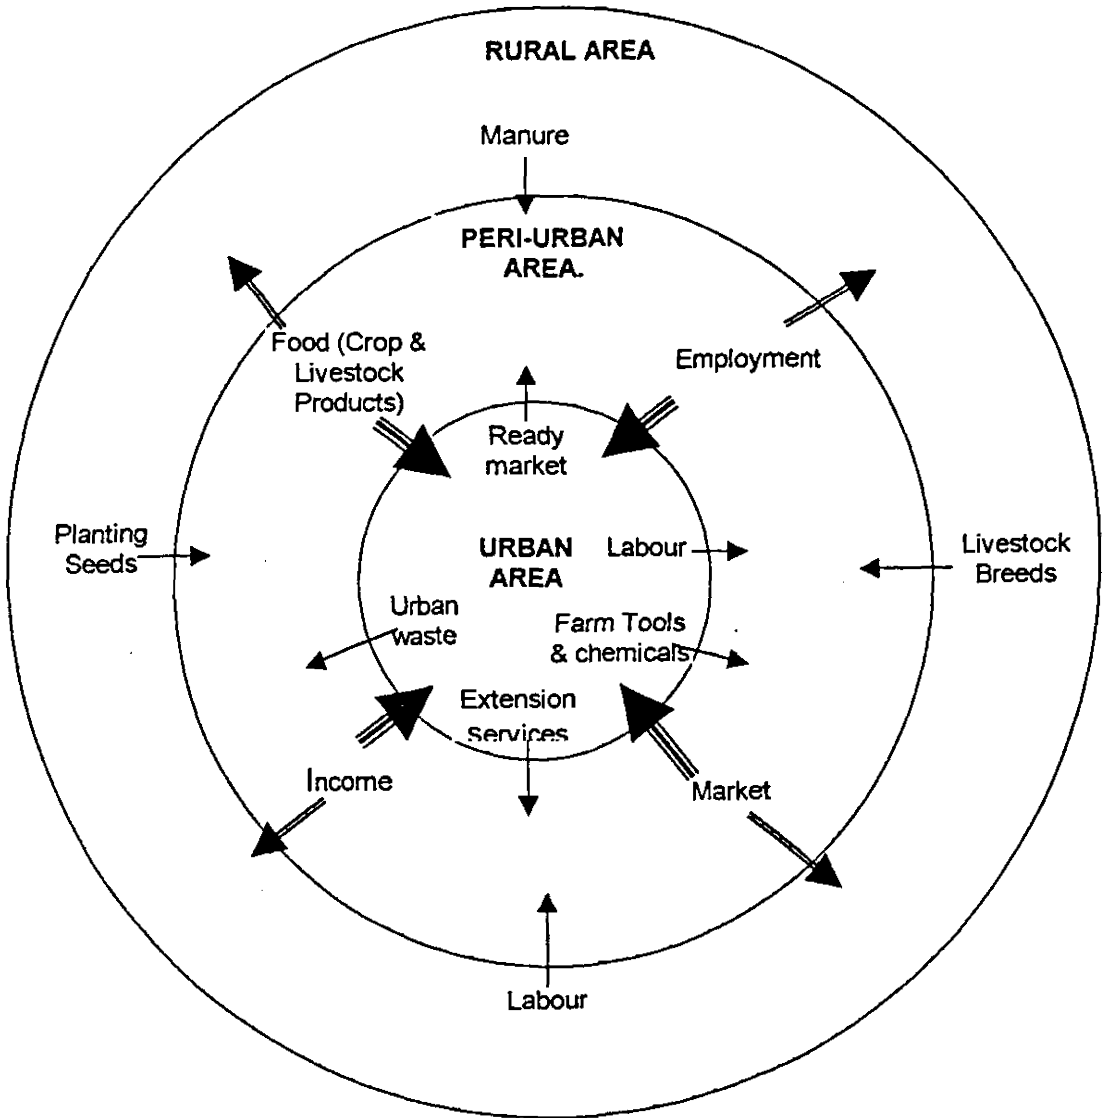 RURAL AREA
Manure
PERI-URBAN
AREA.
Food (Crop &
Livestock
Products)
Employment
Ready
market
Planting
Seeds
URBAN
AREA
Labour
Livestock
Breeds
Urban
waste
Farm Tools
& chemicals
Extension
Services
Income
Market
Labour